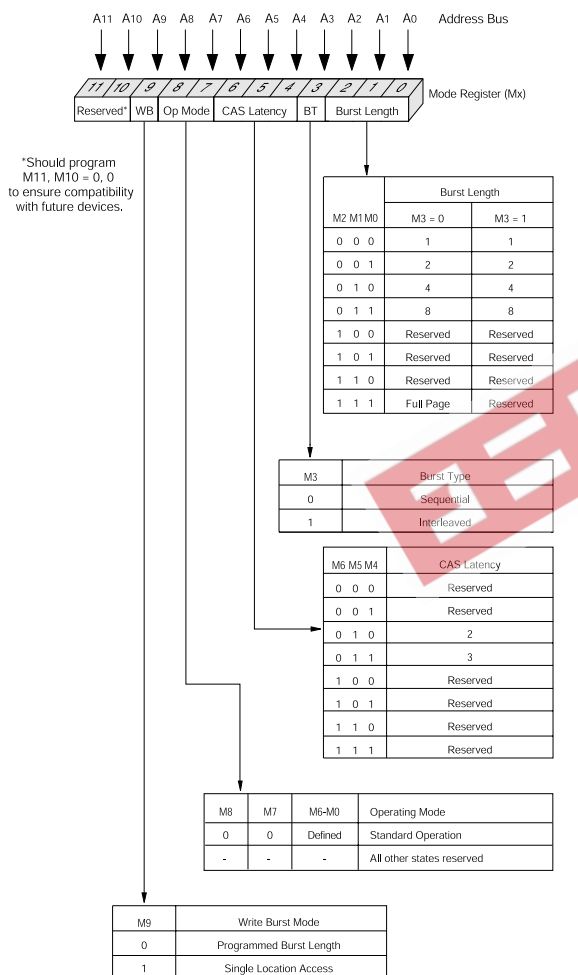 A11 A10 A9 A8 A7 A6 A5 A4 A3 A2 A1 A0 Address Bus
11 10 9 8 7 6 5 4 3 2 1 0 Mode Register (Mx)
Reserved* WB Op Mode CAS Latency BT Burst Length
*Should program
M11, M10 = 0, 0
to ensure compatibility
with future devices.
Burst Length
M2 M1 M0 M3 = 0 M3 = 1
0 0 0 1 1
0 0 1 2 2
0 1 0 4 4
0 1 1 8 8
1 0 0 Reserved Reserved
1 0 1 Reserved Reserved
1 1 0 Reserved Reserved
1 1 1 Full Page Reserved
M3 Burst Type
0 Sequential
1 Interleaved
M6 M5 M4 CAS Latency
0 0 0 Reserved
0 0 1 Reserved
0 1 0 2
0 1 1 3
1 0 0 Reserved
1 0 1 Reserved
1 1 0 Reserved
1 1 1 Reserved
M8 M7 M6-M0 Operating Mode
0 0 Defined Standard Operation
- - - All other states reserved
M9 Write Burst Mode
0 Programmed Burst Length
1 Single Location Access